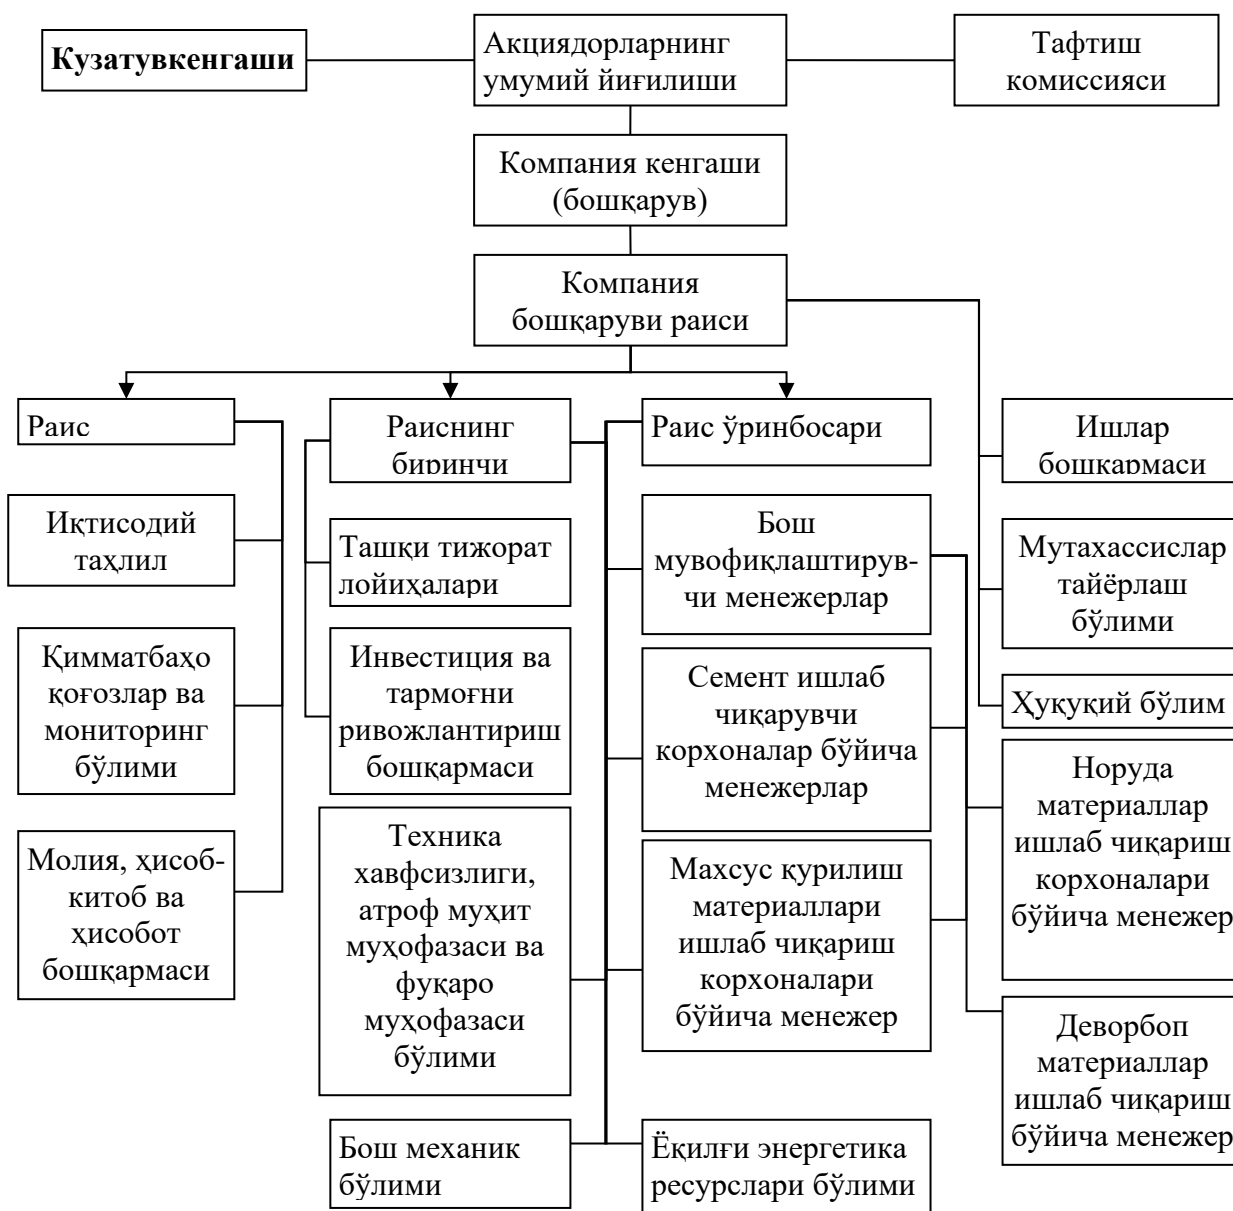 Кузатувкенгаши
Акциядорларнинг
умумий йиғилиши
Тафтиш
комиссияси
Компания кенгаши
(бошқарув)
Компания
бошқаруви раиси
Раис
Раиснинг
биринчи
Раис ўринбосари
Ишлар
бошқармаси
Иқтисодий
таҳлил
Ташқи тижорат
лойиҳалари
Бош
мувофиқлаштирув-
чи менежерлар
Мутахассислар
тайёрлаш
бўлими
Қимматбаҳо
қоғозлар ва
мониторинг
бўлими
Инвестиция ва
тармоғни
ривожлантириш
бошқармаси
Семент ишлаб
чиқарувчи
корхоналар бўйича
менежерлар
Ҳуқуқий бўлим
Норуда
материаллар
ишлаб чиқариш
корхоналари
бўйича менежер
Молия, ҳисоб-
китоб ва
ҳисобот
бошқармаси
Техника
хавфсизлиги,
атроф муҳит
муҳофазаси ва
фуқаро
муҳофазаси
бўлими
Махсус қурилиш
материаллари
ишлаб чиқариш
корхоналари
бўйича менежер
Деворбоп
материаллар
ишлаб чиқариш
бўйича менежер
Бош механик
бўлими
Ёқилғи энергетика
ресурслари бўлими